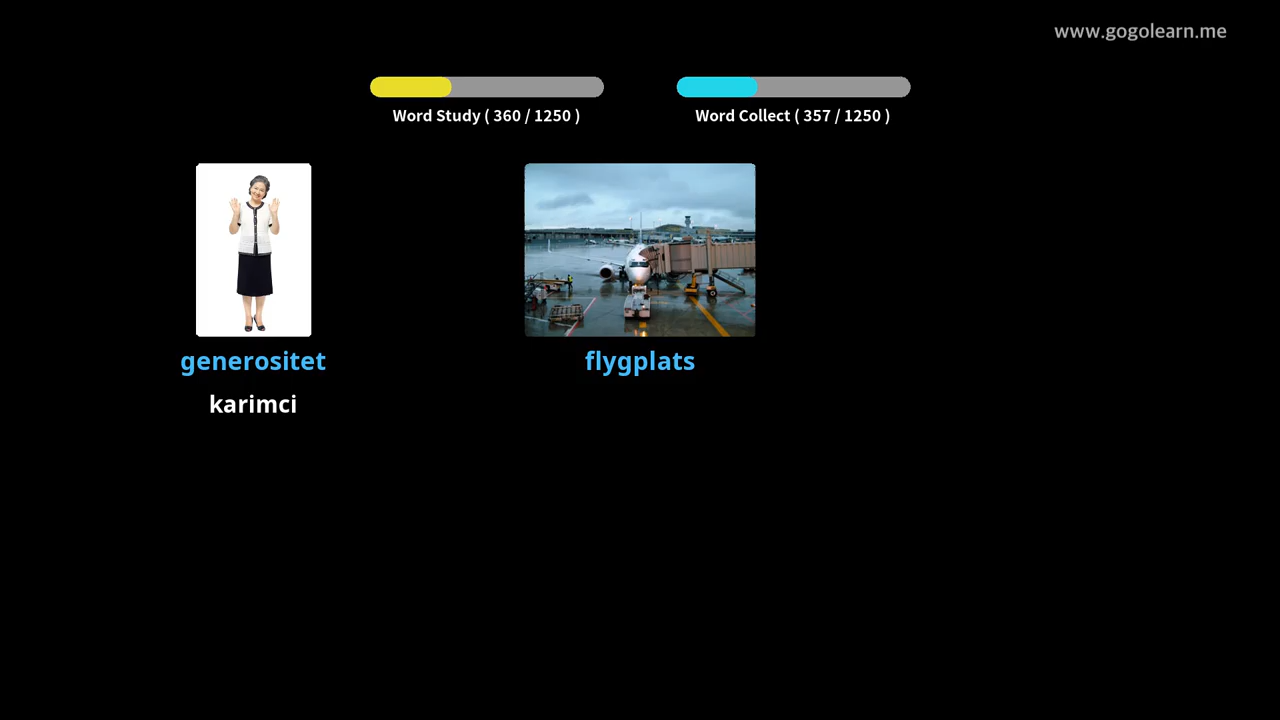 www.gogolearn.me
Word Study ( 360 / 1250 )
Word Collect ( 357 / 1250 )
generositet
flygplats
karimci